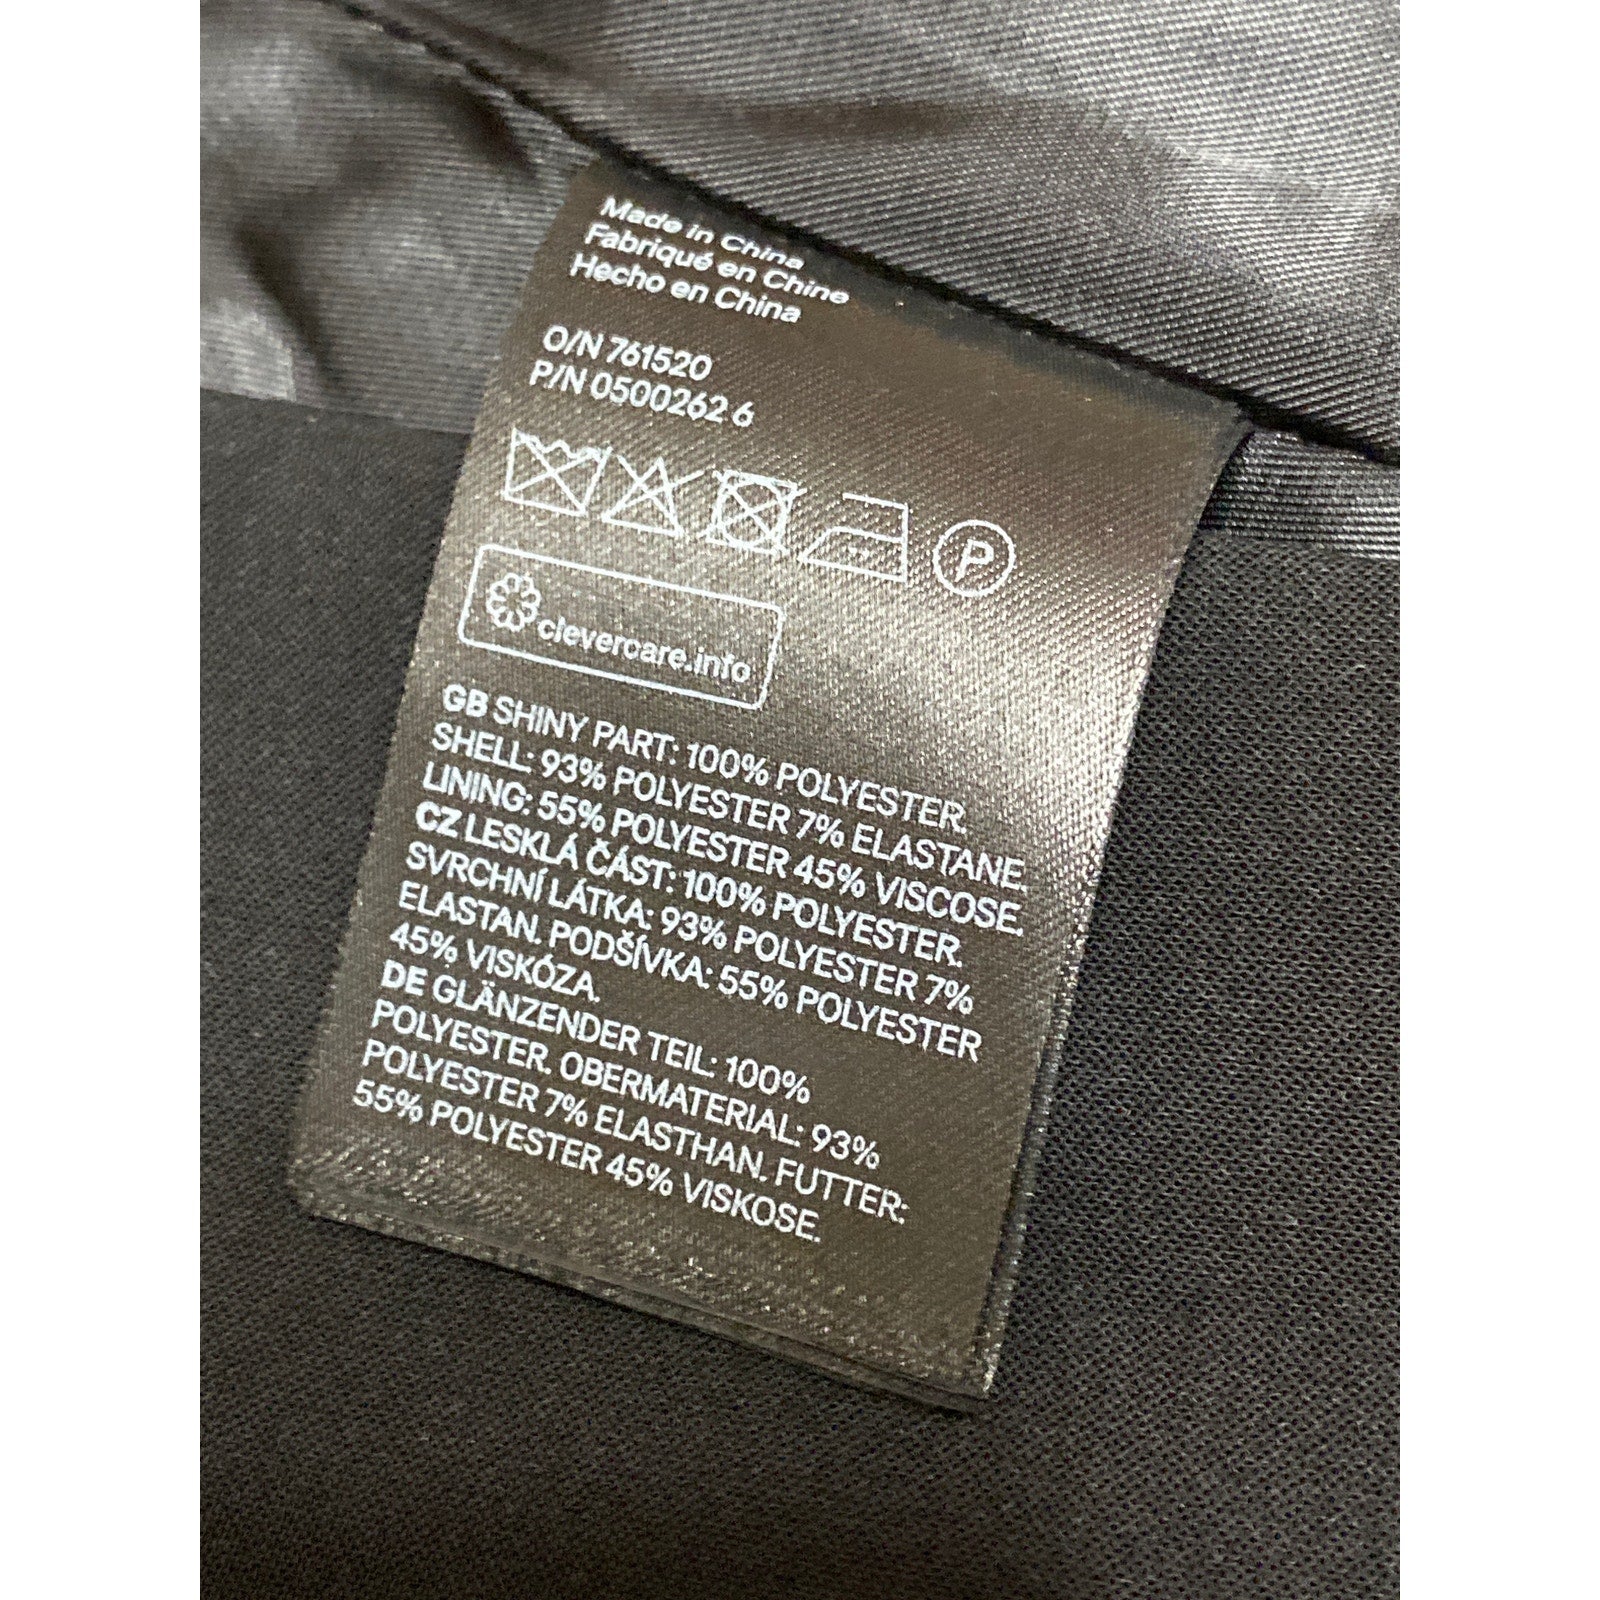 Made in China
Fabriqué en Chine
Hecho en China
O/N 761520
P/N 0500262 6
P
clevercare.info
GB SHINY PART: 100% POLYESTER.
SHELL: 93% POLYESTER 7% ELASTANE.
LINING: 55% POLYESTER 45% VISCOSE.
CZ LESKLÁ ČÁST: 100% POLYESTER.
SVRCHNÍ LÁTKA: 93% POLYESTER 7%
ELASTAN. PODŠÍVKA: 55% POLYESTER
45% VISKÓZA.
DE GLÄNZENDER TEIL: 100%
POLYESTER. OBERMATERIAL: 93%
POLYESTER 7% ELASTHAN. FUTTER:
55% POLYESTER 45% VISKOSE.